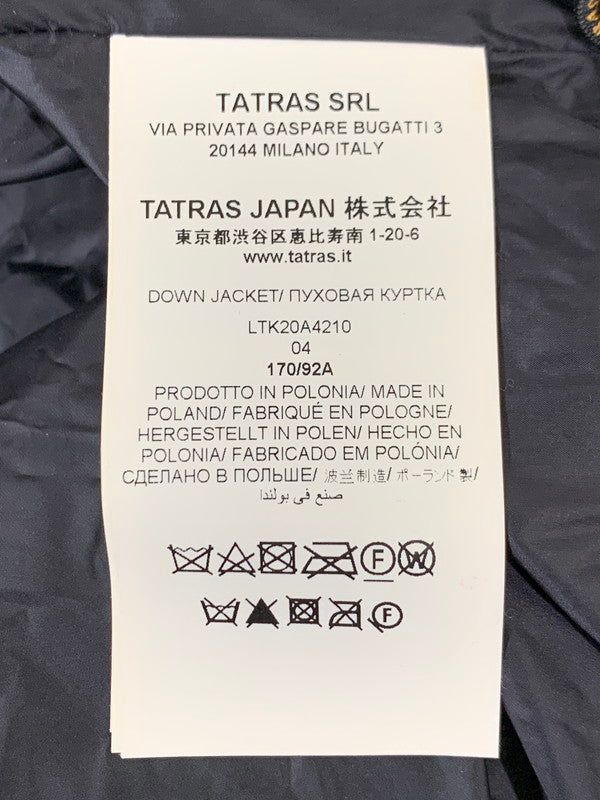 TATRAS SRL
VIA PRIVATA GASPARE BUGATTI 3
20144 MILANO ITALY
TATRAS JAPAN 株式会社
東京都渋谷区恵比寿南 1-20-6
www.tatras.it
DOWN JACKET/ ПУХОВАЯ КУРТКА
LTK20A4210
04
170/92A
PRODOTTO IN POLONIA/ MADE IN
POLAND/ FABRIQUÉ EN POLOGNE/
HERGESTELLT IN POLEN/ HECHO EN
POLONIA/ FABRICADO EM POLÓNIA/
СДЕЛАНО В ПОЛЬШЕ/ 波兰制造/ ポーランド製/
صنع في بولندا
F W
F